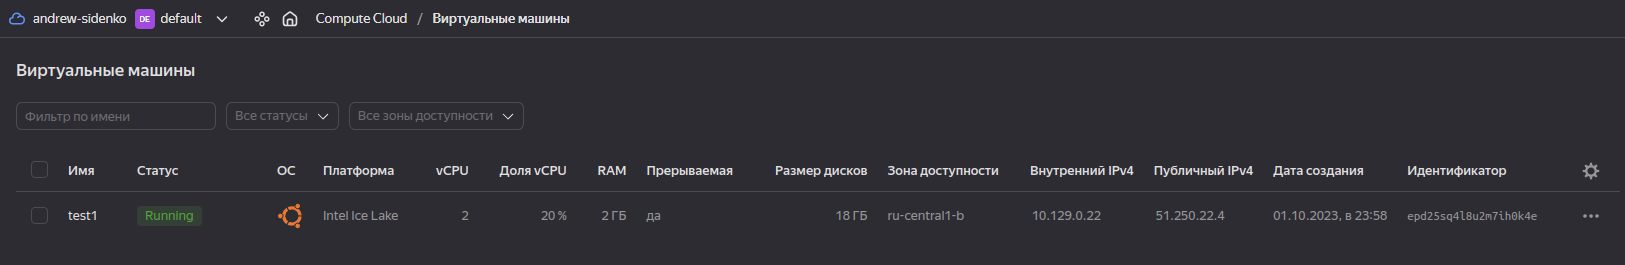 andrew-sidenko DE default Compute Cloud / Виртуальные машины
Виртуальные машины
Фильтр по имени Все статусы Все зоны доступности
Имя Статус ОС Платформа vCPU Доля vCPU RAM Прерываемая Размер дисков Зона доступности Внутренний IPv4 Публичный IPv4 Дата создания Идентификатор
test1 Running Intel Ice Lake 2 20 % 2 ГБ да 18 ГБ ru-central1-b 10.129.0.22 51.250.22.4 01.10.2023, в 23:58 epd25sq4l8u2m7ih0k4e